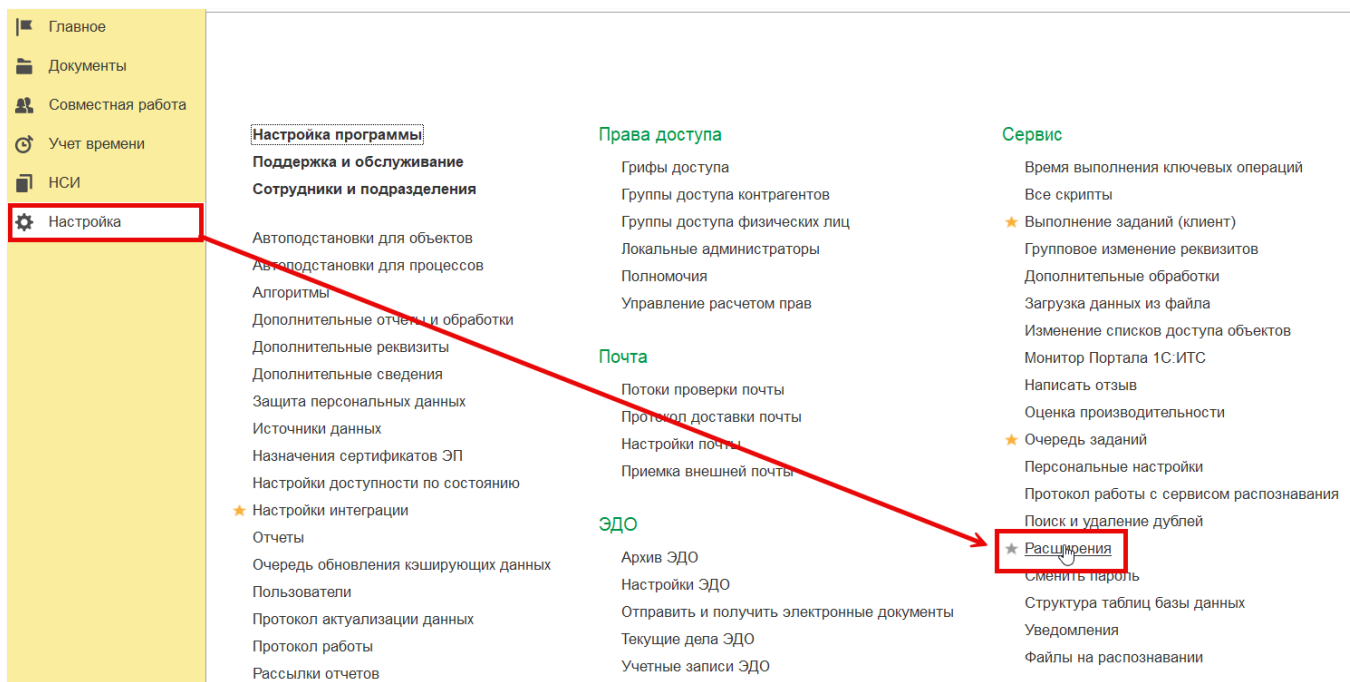 Главное
Документы
Совместная работа
Учет времени
НСИ
Настройка
Настройка программы
Поддержка и обслуживание
Сотрудники и подразделения
Автоподстановки для объектов
Автоподстановки для процессов
Алгоритмы
Дополнительные отчеты и обработки
Дополнительные реквизиты
Дополнительные сведения
Защита персональных данных
Источники данных
Назначения сертификатов ЭП
Настройки доступности по состоянию
Настройки интеграции
Отчеты
Очередь обновления кэширующих данных
Пользователи
Протокол актуализации данных
Протокол работы
Рассылки отчетов
Права доступа
Грифы доступа
Группы доступа контрагентов
Группы доступа физических лиц
Локальные администраторы
Полномочия
Управление расчетом прав
Почта
Потоки проверки почты
Протокол доставки почты
Настройки почты
Приемка внешней почты
ЭДО
Архив ЭДО
Настройки ЭДО
Отправить и получить электронные документы
Текущие дела ЭДО
Учетные записи ЭДО
Сервис
Время выполнения ключевых операций
Все скрипты
Выполнение заданий (клиент)
Групповое изменение реквизитов
Дополнительные обработки
Загрузка данных из файла
Изменение списков доступа объектов
Монитор Портала 1С:ИТС
Написать отзыв
Оценка производительности
Очередь заданий
Персональные настройки
Протокол работы с сервисом распознавания
Поиск и удаление дублей
Расширения
Сменить пароль
Структура таблиц базы данных
Уведомления
Файлы на распознавании